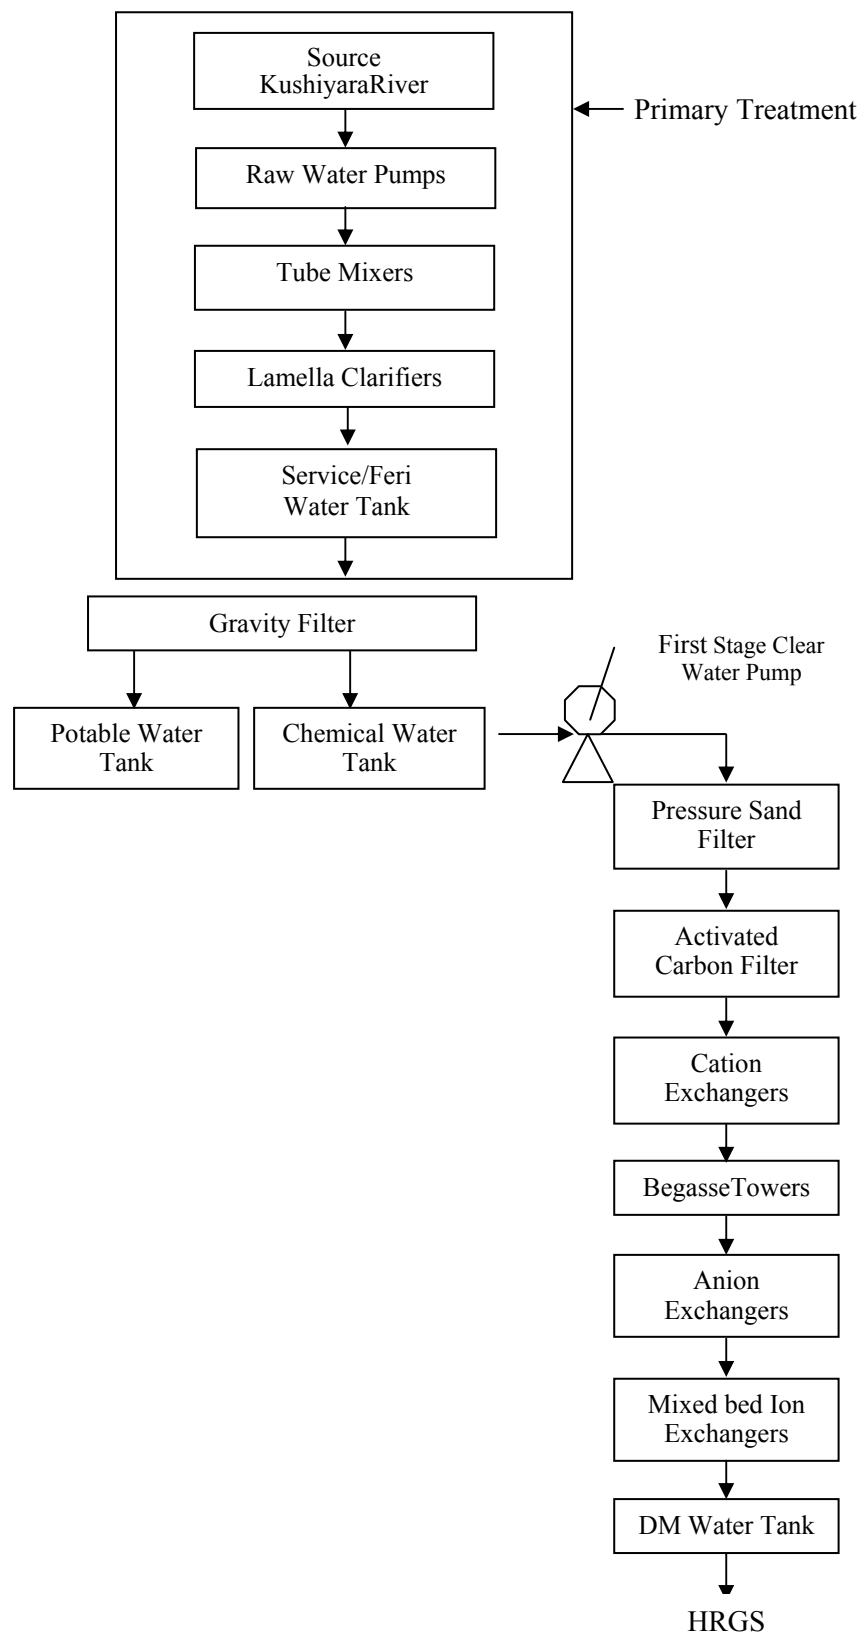 Source
KushiyaraRiver
Primary Treatment
Raw Water Pumps
Tube Mixers
Lamella Clarifiers
Service/Feri
Water Tank
Gravity Filter
First Stage Clear
Water Pump
Potable Water
Tank
Chemical Water
Tank
Pressure Sand
Filter
Activated
Carbon Filter
Cation
Exchangers
BegasseTowers
Anion
Exchangers
Mixed bed Ion
Exchangers
DM Water Tank
HRGS